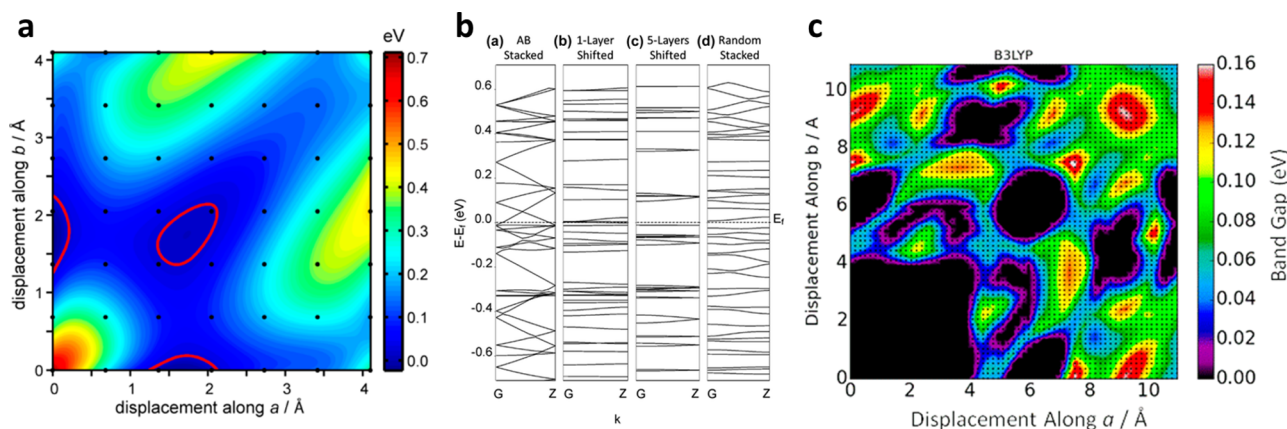 a
eV
0.7
0.6
0.5
0.4
0.3
0.2
0.1
0.0
4
3
2
1
0
displacement along b / Å
0 1 2 3 4
displacement along a / Å
b
(a) AB Stacked
(b) 1-Layer Shifted
(c) 5-Layers Shifted
(d) Random Stacked
0.6
0.4
0.2
0.0
-0.2
-0.4
-0.6
E-Ef (eV)
Ef
G Z G Z G Z G Z
k
c
B3LYP
10
8
6
4
2
0
Displacement Along b / A
0 2 4 6 8 10
Displacement Along a / Å
0.16
0.14
0.12
0.10
0.08
0.06
0.04
0.02
0.00
Band Gap (eV)